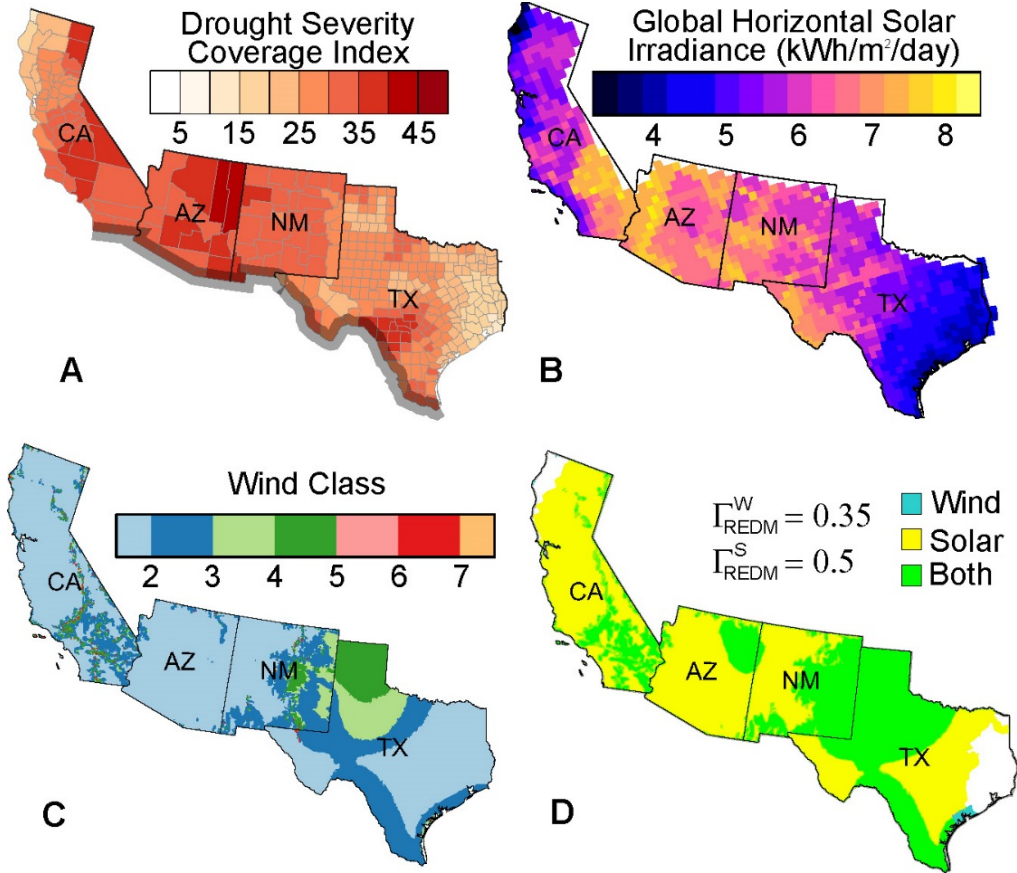 Drought Severity
Coverage Index
5 15 25 35 45
CA
AZ
NM
TX
A
Global Horizontal Solar
Irradiance (kWh/m²/day)
4 5 6 7 8
CA
AZ
NM
TX
B
Wind Class
2 3 4 5 6 7
CA
AZ
NM
TX
C
Γ^W_REDM = 0.35
Γ^S_REDM = 0.5
Wind
Solar
Both
CA
AZ
NM
TX
D